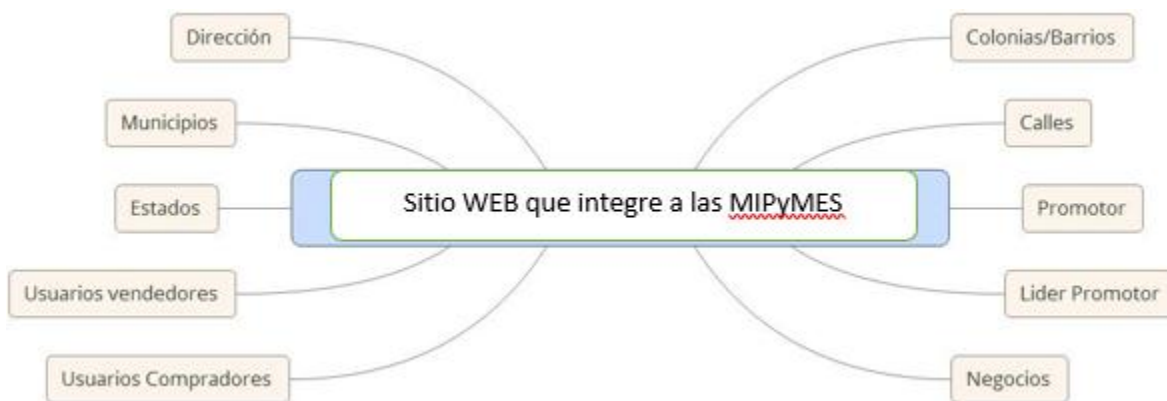 Dirección
Colonias/Barrios
Municipios
Calles
Sitio WEB que integre a las MIPyMES
Estados
Promotor
Usuarios vendedores
Lider Promotor
Usuarios Compradores
Negocios